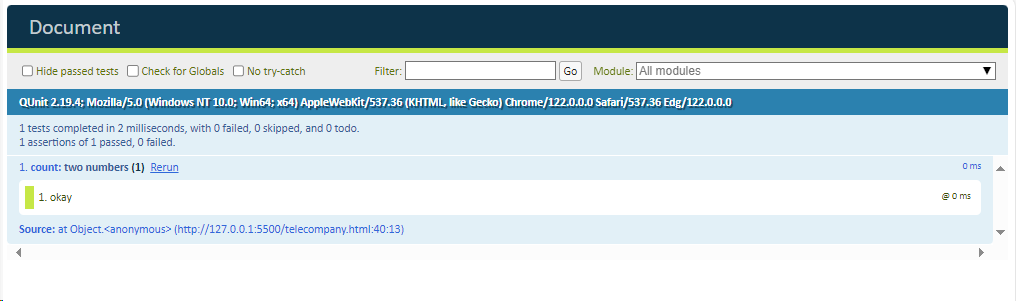 Document
Hide passed tests Check for Globals No try-catch Filter: Go Module: All modules ▼
QUnit 2.19.4; Mozilla/5.0 (Windows NT 10.0; Win64; x64) AppleWebKit/537.36 (KHTML, like Gecko) Chrome/122.0.0.0 Safari/537.36 Edg/122.0.0.0
1 tests completed in 2 milliseconds, with 0 failed, 0 skipped, and 0 todo.
1 assertions of 1 passed, 0 failed.
1. count: two numbers (1) Rerun 0 ms
1. okay @ 0 ms
Source: at Object.<anonymous> (http://127.0.0.1:5500/telecompany.html:40:13)